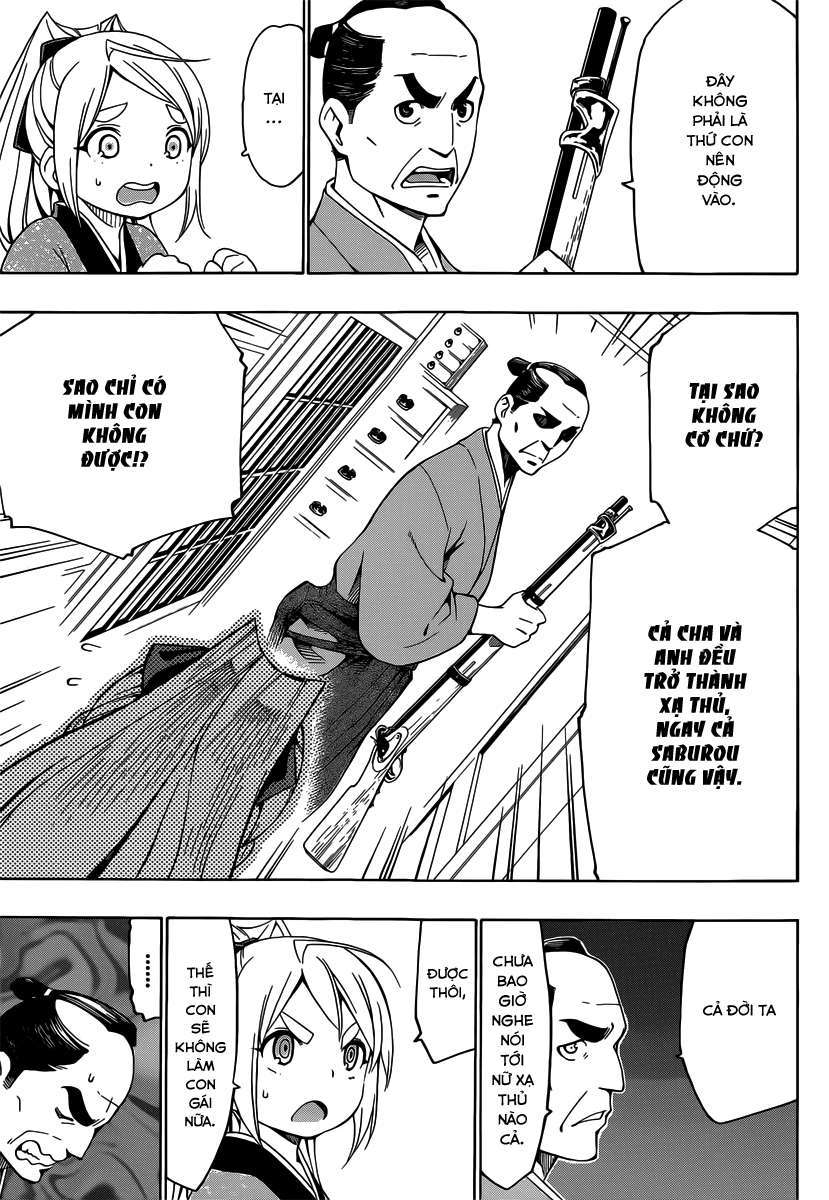 ĐÂY
KHÔNG
PHẢI LÀ
THỨ CON
NÊN
ĐỘNG
VÀO.
TẠI
...
TẠI SAO
KHÔNG
CƠ CHỨ?
CẢ CHA VÀ
ANH ĐỀU
TRỞ THÀNH
XẠ THỦ,
NGAY CẢ
SABUROU
CŨNG VẬY.
SAO CHỈ CÓ
MÌNH CON
KHÔNG
ĐƯỢC!?
CẢ ĐỜI TA
CHƯA
BAO
GIỜ
NGHE
NÓI
TỚI
NỮ XẠ
THỦ
NÀO
CẢ.
ĐƯỢC
THÔI,
THẾ
THÌ
CON
SẼ
KHÔNG
LÀM
CON
GÁI
NỮA.
......